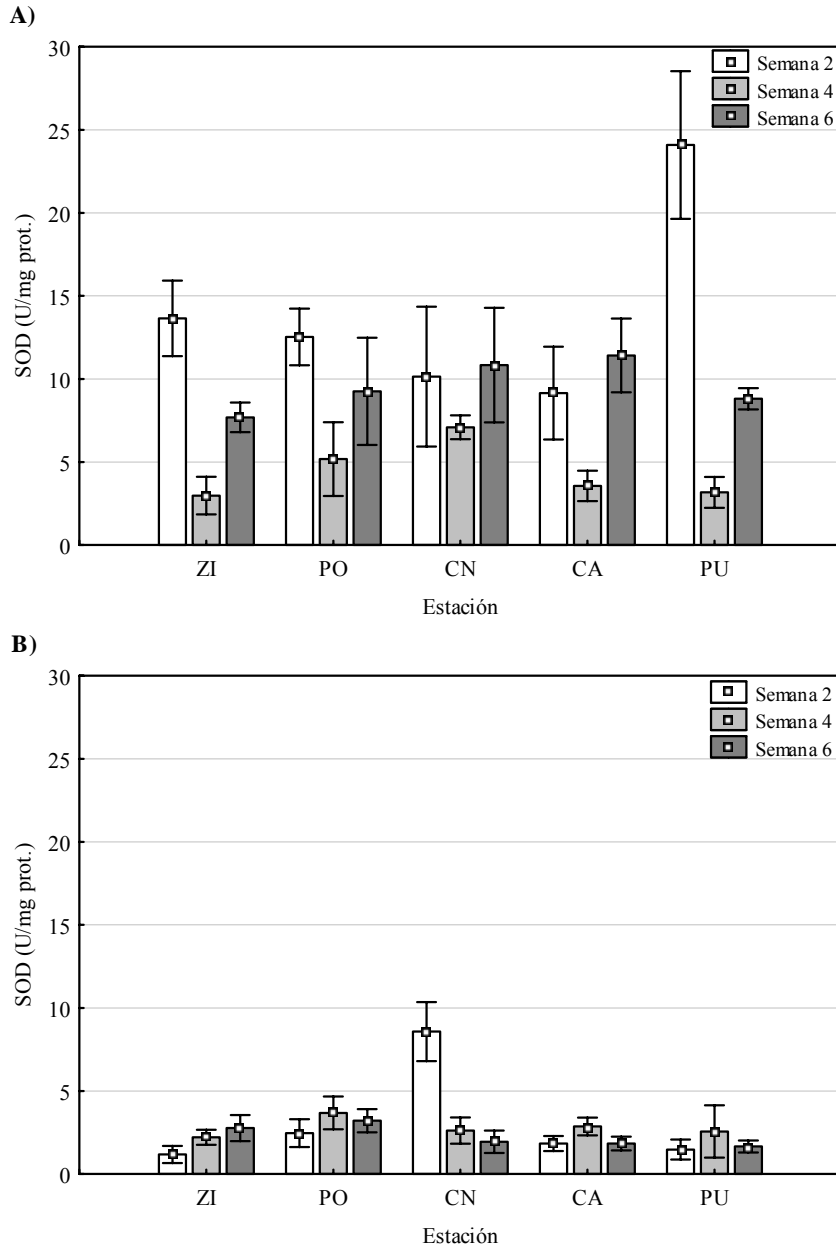 A)
30
25
20
15
10
5
0
SOD (U/mg prot.)
Semana 2
Semana 4
Semana 6
ZI PO CN CA PU
Estación
B)
30
25
20
15
10
5
0
SOD (U/mg prot.)
Semana 2
Semana 4
Semana 6
ZI PO CN CA PU
Estación